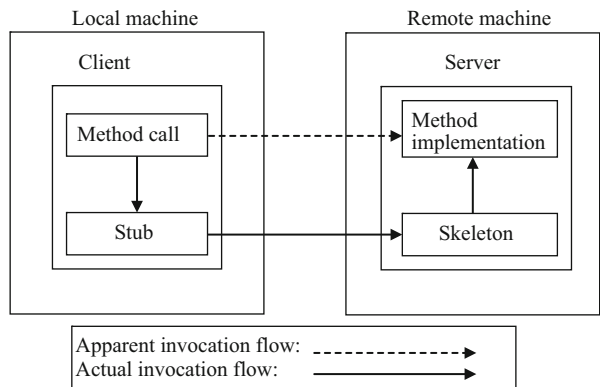 Local machine
Remote machine
Client
Server
Method call
Method
implementation
Stub
Skeleton
Apparent invocation flow:
Actual invocation flow: